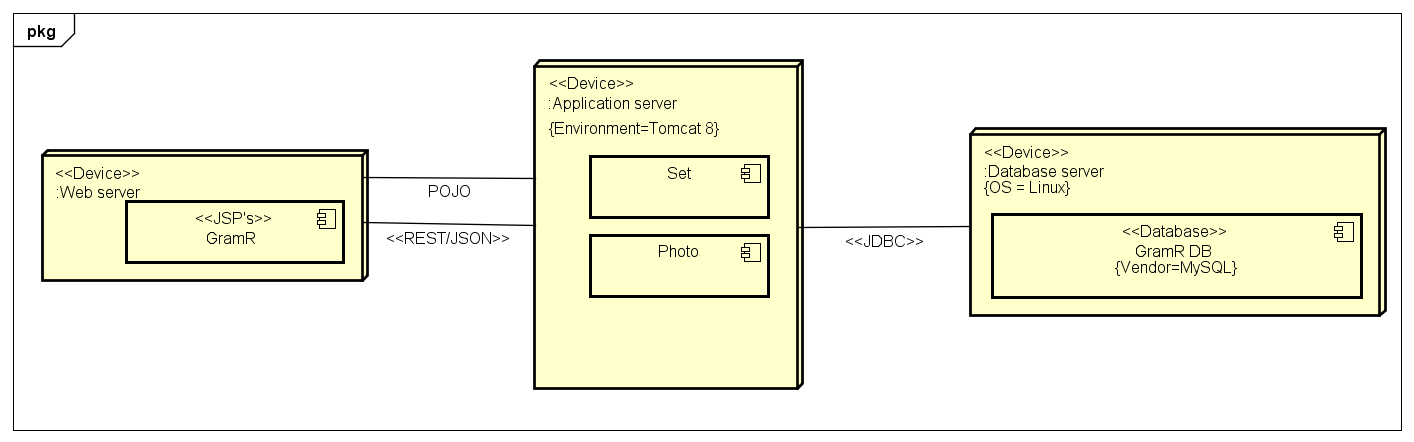 pkg
<<Device>>
:Web server
<<JSP's>>
GramR
POJO
<<REST/JSON>>
<<Device>>
:Application server
{Environment=Tomcat 8}
Set
Photo
<<JDBC>>
<<Device>>
:Database server
{OS = Linux}
<<Database>>
GramR DB
{Vendor=MySQL}